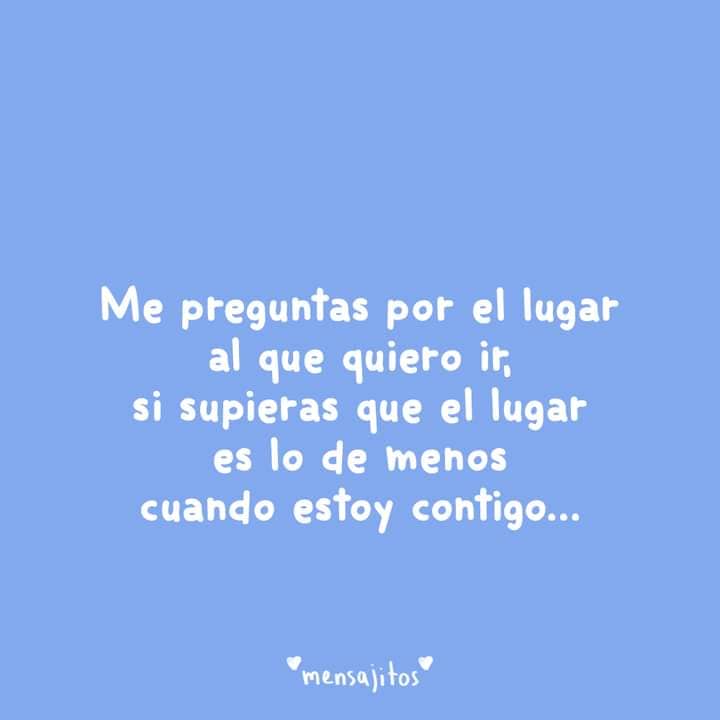 Me preguntas por el lugar
al que quiero ir,
si supieras que el lugar
es lo de menos
cuando estoy contigo...
mensajitos